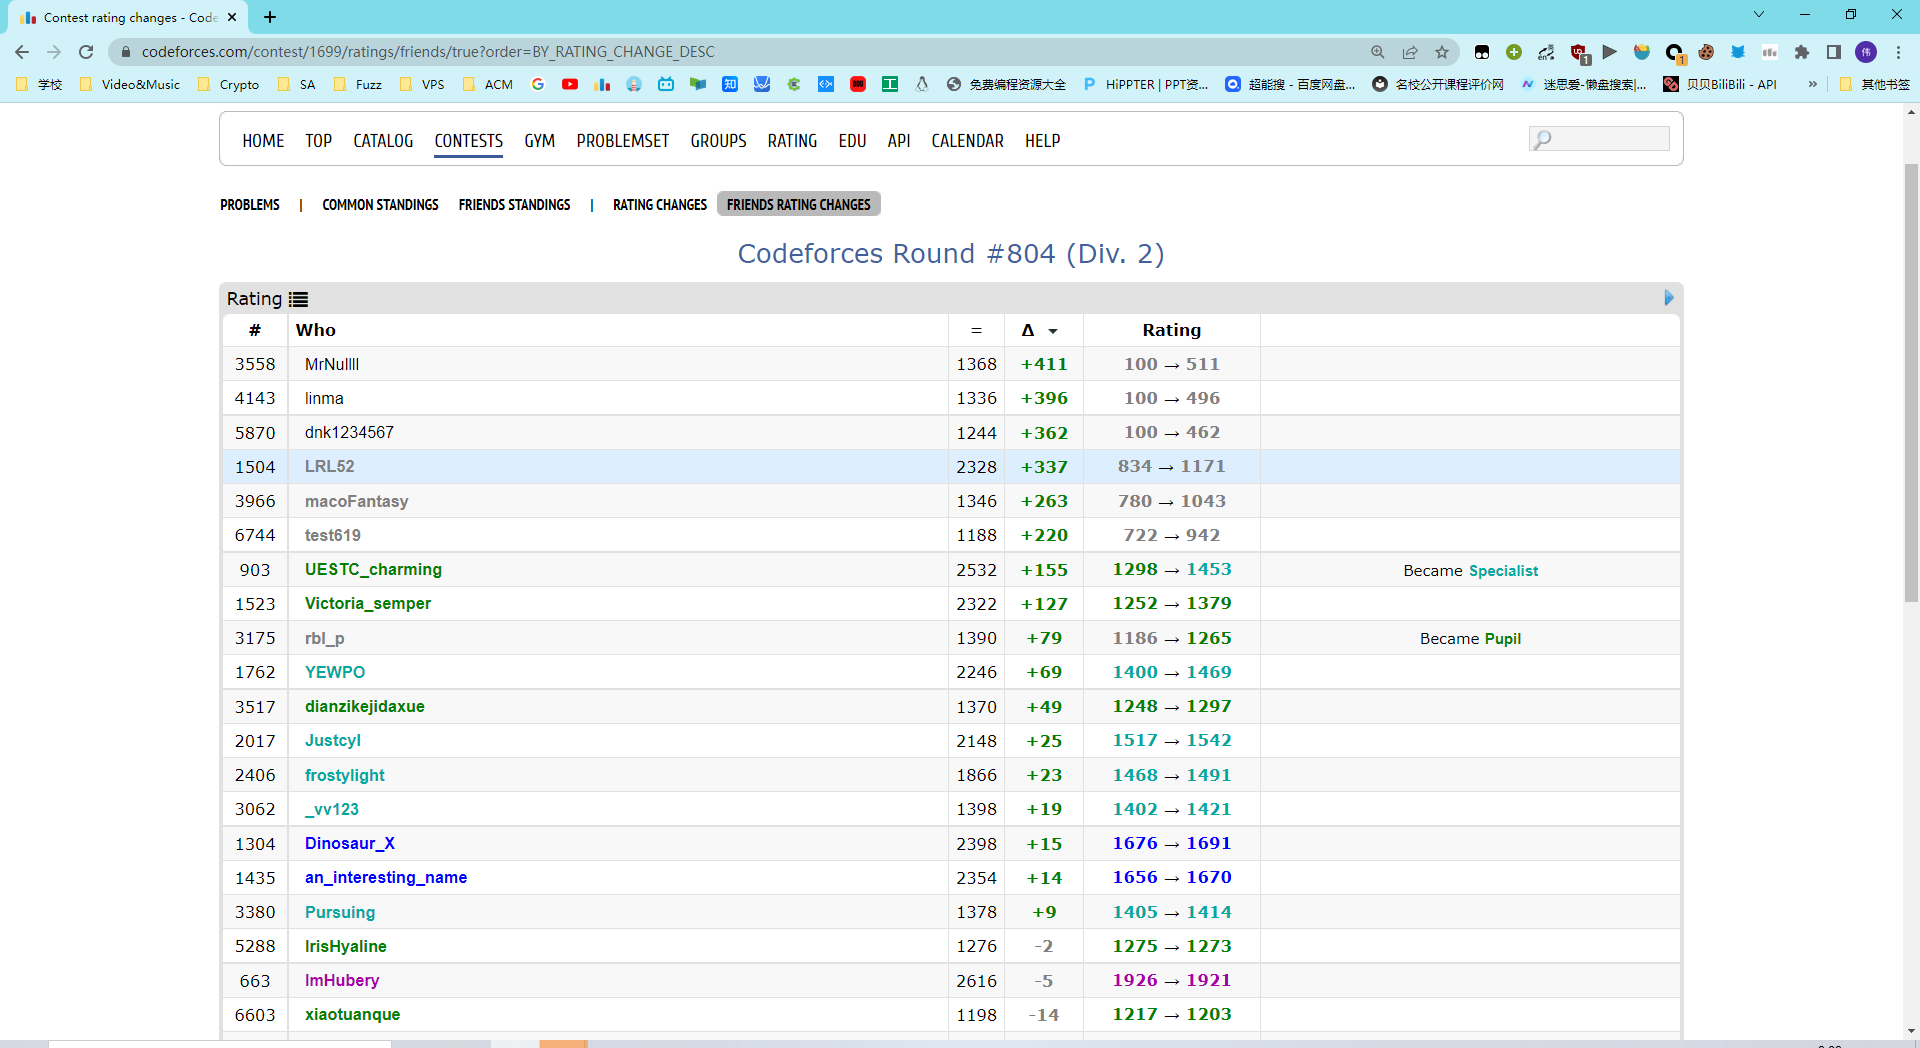 Contest rating changes - Code
codeforces.com/contest/1699/ratings/friends/true?order=BY_RATING_CHANGE_DESC
学校 Video&Music Crypto SA Fuzz VPS ACM 免费编程资源大全 HiPPTER | PPT资... 超能搜 - 百度网盘... 名校公开课程评价网 迷思爱-懒盘搜索|... 贝贝BiliBili - API » 其他书签
HOME TOP CATALOG CONTESTS GYM PROBLEMSET GROUPS RATING EDU API CALENDAR HELP
PROBLEMS | COMMON STANDINGS FRIENDS STANDINGS | RATING CHANGES FRIENDS RATING CHANGES
Codeforces Round #804 (Div. 2)
Rating
# Who = Δ Rating
3558 MrNullll 1368 +411 100 → 511
4143 linma 1336 +396 100 → 496
5870 dnk1234567 1244 +362 100 → 462
1504 LRL52 2328 +337 834 → 1171
3966 macoFantasy 1346 +263 780 → 1043
6744 test619 1188 +220 722 → 942
903 UESTC_charming 2532 +155 1298 → 1453 Became Specialist
1523 Victoria_semper 2322 +127 1252 → 1379
3175 rbl_p 1390 +79 1186 → 1265 Became Pupil
1762 YEWPO 2246 +69 1400 → 1469
3517 dianzikejidaxue 1370 +49 1248 → 1297
2017 Justcyl 2148 +25 1517 → 1542
2406 frostylight 1866 +23 1468 → 1491
3062 _vv123 1398 +19 1402 → 1421
1304 Dinosaur_X 2398 +15 1676 → 1691
1435 an_interesting_name 2354 +14 1656 → 1670
3380 Pursuing 1378 +9 1405 → 1414
5288 IrisHyaline 1276 -2 1275 → 1273
663 ImHubery 2616 -5 1926 → 1921
6603 xiaotuanque 1198 -14 1217 → 1203